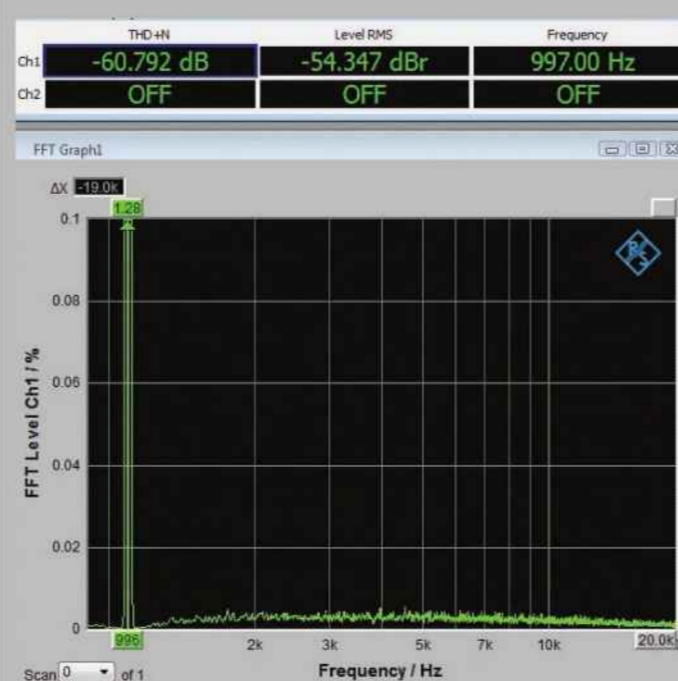 THD+N Level RMS Frequency
Ch1 -60.792 dB -54.347 dBr 997.00 Hz
Ch2 OFF OFF OFF
FFT Graph1
ΔX -19.0k
1.28
0.1
R&S
0.08
0.06
0.04
0.02
0
FFT Level Ch1 / %
996 2k 3k 5k 7k 10k 20.0k
Scan 0 of 1 Frequency / Hz